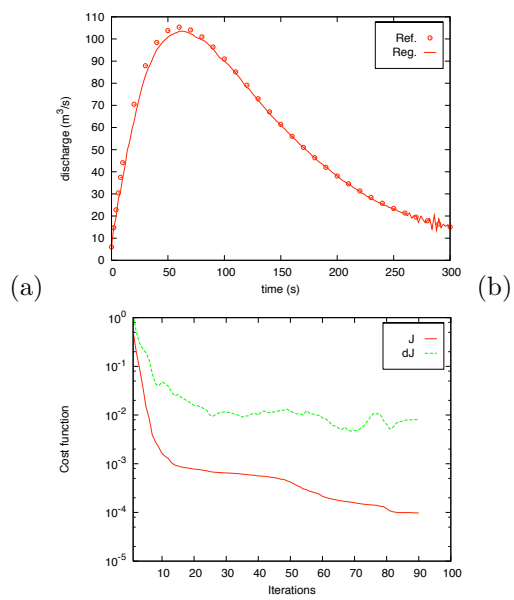 110
100
90
80
70
60
50
40
30
20
10
0
discharge (m³/s)
0 50 100 150 200 250 300
time (s)
Ref.
Reg.
(a) (b)
10⁰
10⁻¹
10⁻²
10⁻³
10⁻⁴
10⁻⁵
Cost function
10 20 30 40 50 60 70 80 90 100
Iterations
J
dJ